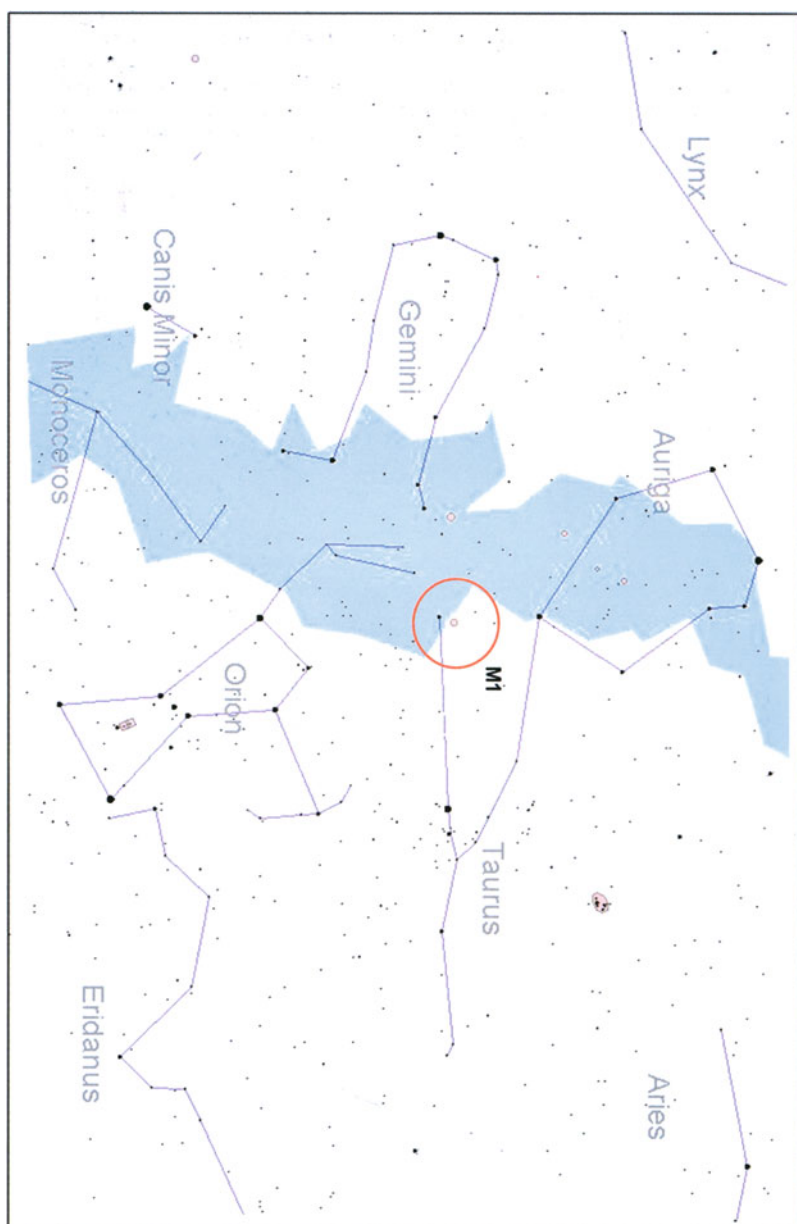 Lynx
Auriga
Aries
M1
Taurus
Gemini
Orion
Canis Minor
Eridanus
Monoceros